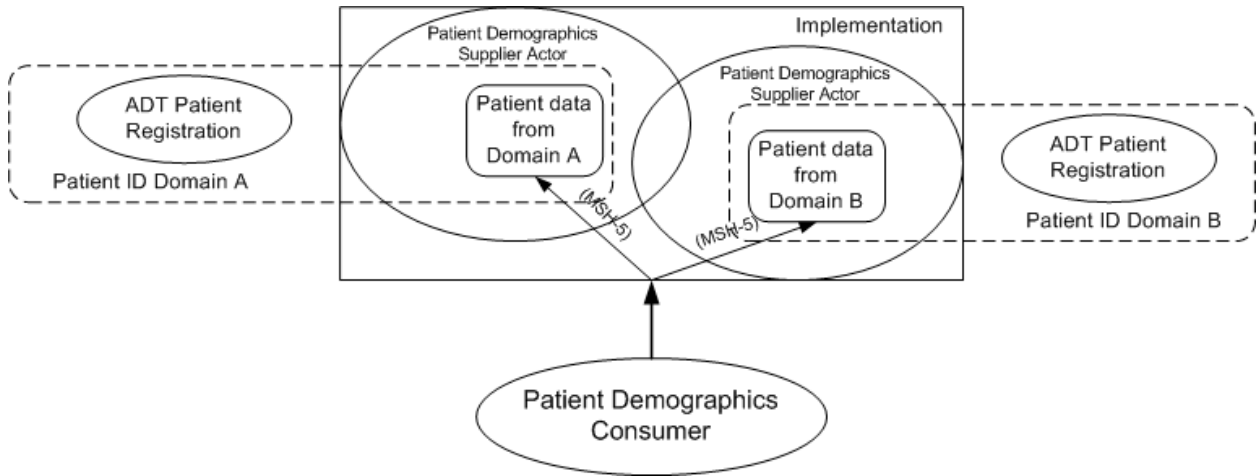 Implementation
Patient Demographics
Supplier Actor
Patient Demographics
Supplier Actor
ADT Patient
Registration
Patient ID Domain A
Patient data
from
Domain A
Patient data
from
Domain B
ADT Patient
Registration
Patient ID Domain B
(MSH-5)
(MSH-5)
Patient Demographics
Consumer